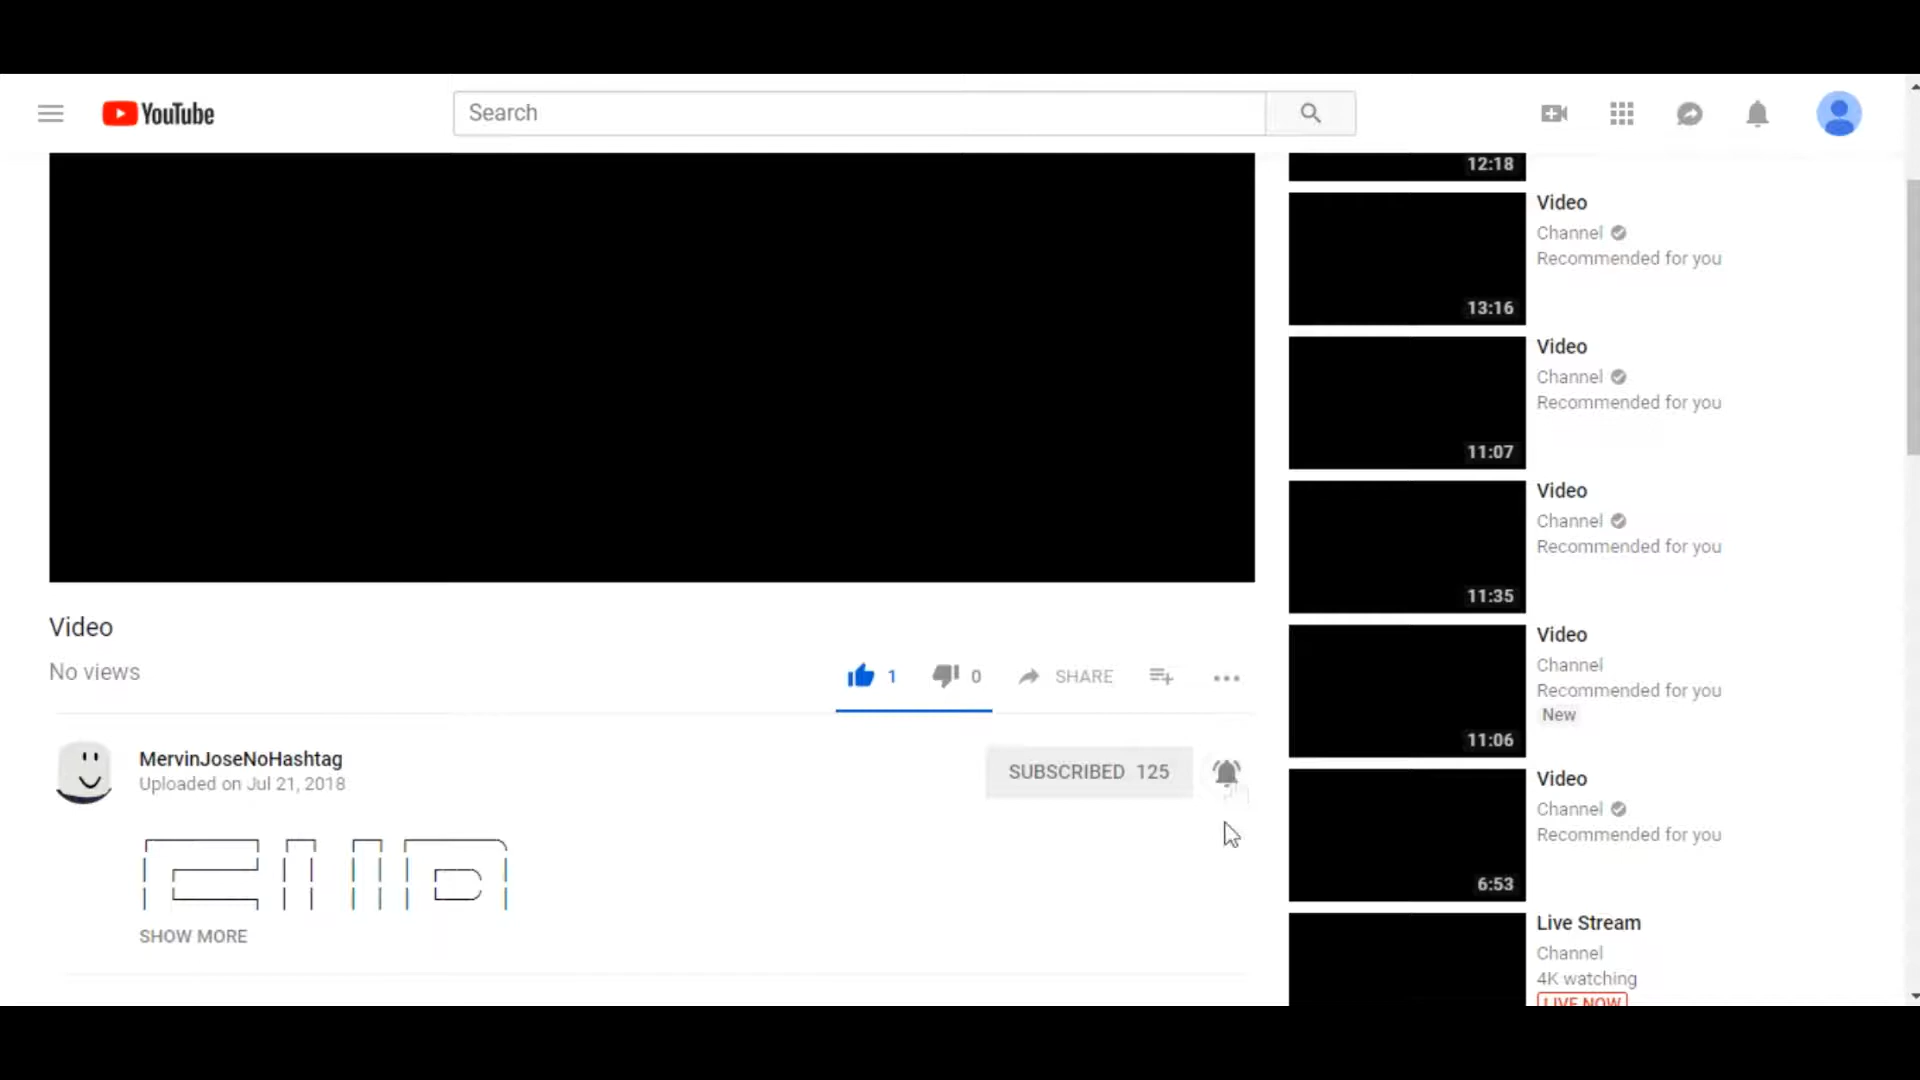 YouTube
Search
12:18
Video
Channel
Recommended for you
13:16
Video
Channel
Recommended for you
11:07
Video
Channel
Recommended for you
11:35
Video
Channel
Recommended for you
New
11:06
Video
Channel
Recommended for you
6:53
Live Stream
Channel
4K watching
LIVE NOW
Video
No views
1
0
SHARE
MervinJoseNoHashtag
Uploaded on Jul 21, 2018
SUBSCRIBED 125
SHOW MORE